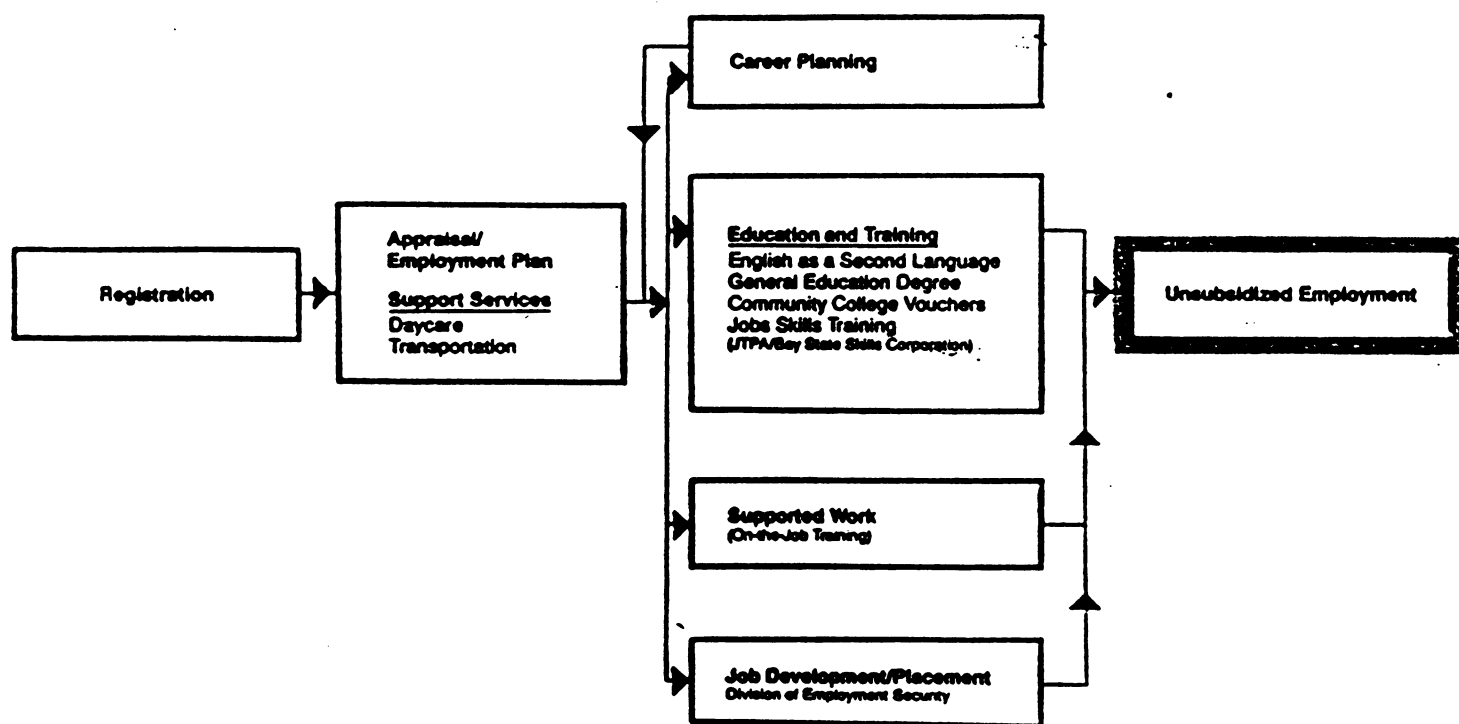 Registration
Appraisal/
Employment Plan
Support Services
Daycare
Transportation
Career Planning
Education and Training
English as a Second Language
General Education Degree
Community College Vouchers
Jobs Skills Training
(JTPA/Bay State Skills Corporation)
Supported Work
(On-the-Job Training)
Job Development/Placement
Division of Employment Security
Unsubsidized Employment